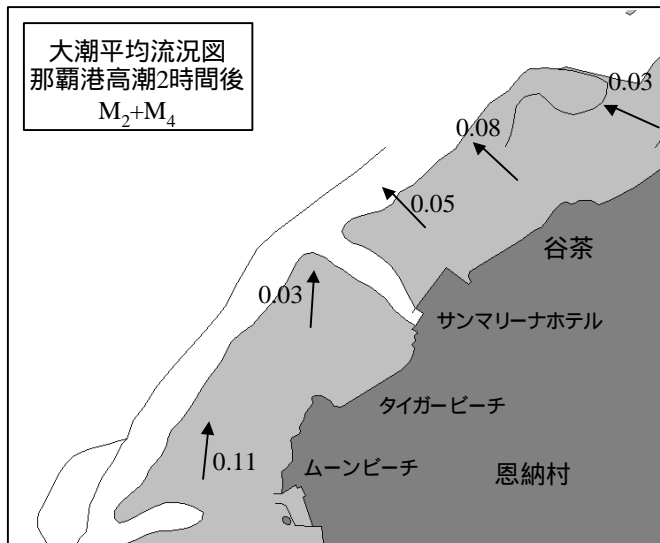 大潮平均流況図
那覇港高潮2時間後
M₂+M₄
0.03
0.08
0.05
谷茶
0.03
サンマリーナホテル
タイガービーチ
0.11
ムーンビーチ
恩納村